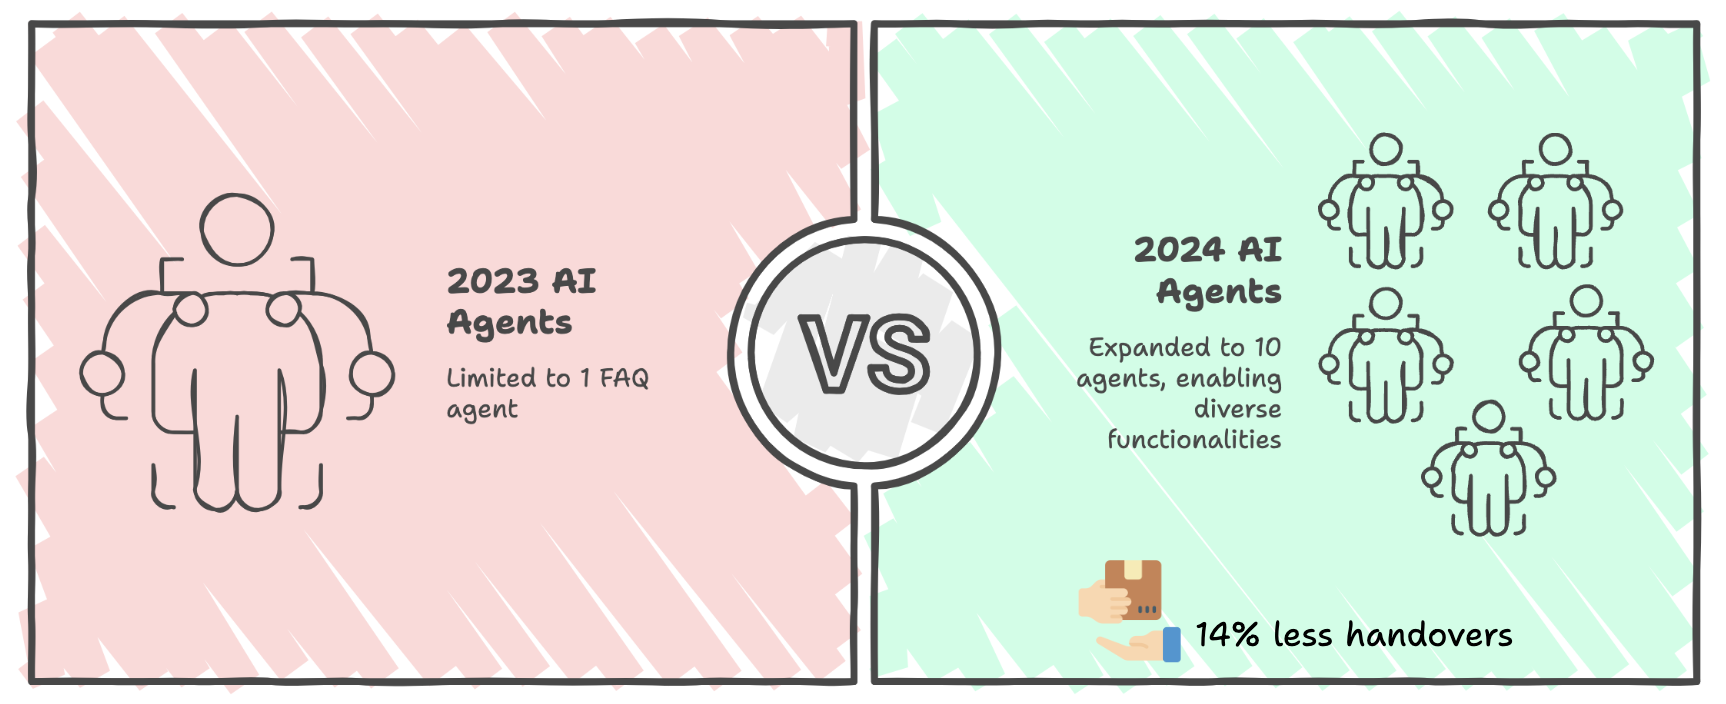 2023 AI
Agents
Limited to 1 FAQ
agent
VS
2024 AI
Agents
Expanded to 10
agents, enabling
diverse
functionalities
14% less handovers